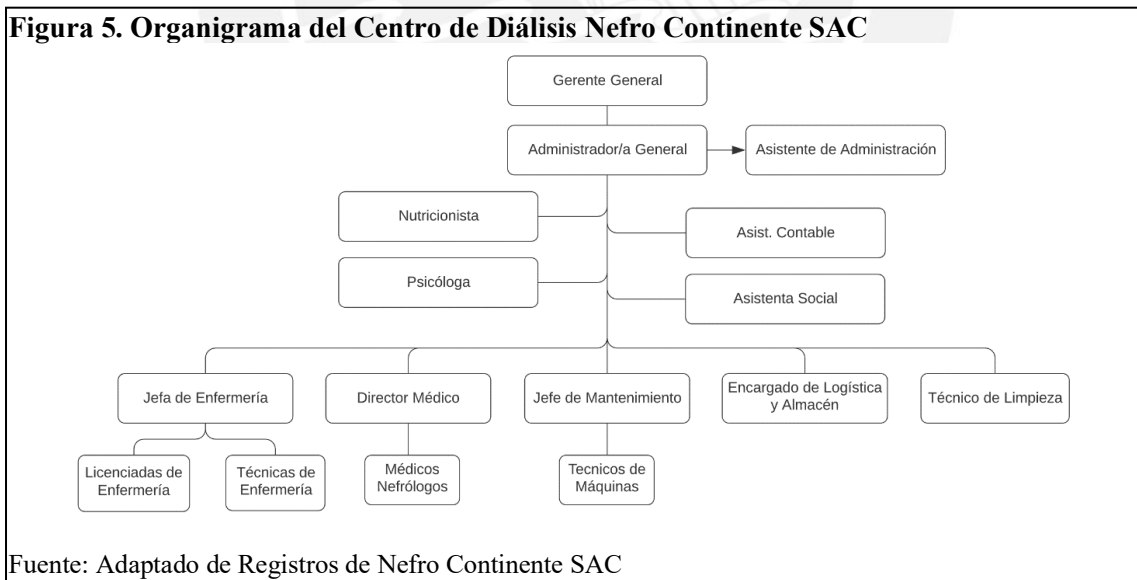 Figura 5. Organigrama del Centro de Diálisis Nefro Continente SAC
Gerente General
Administrador/a General
Asistente de Administración
Nutricionista
Asist. Contable
Psicóloga
Asistenta Social
Jefa de Enfermería
Director Médico
Jefe de Mantenimiento
Encargado de Logística
y Almacén
Técnico de Limpieza
Licenciadas de
Enfermería
Técnicas de
Enfermería
Médicos
Nefrólogos
Tecnicos de
Máquinas
Fuente: Adaptado de Registros de Nefro Continente SAC